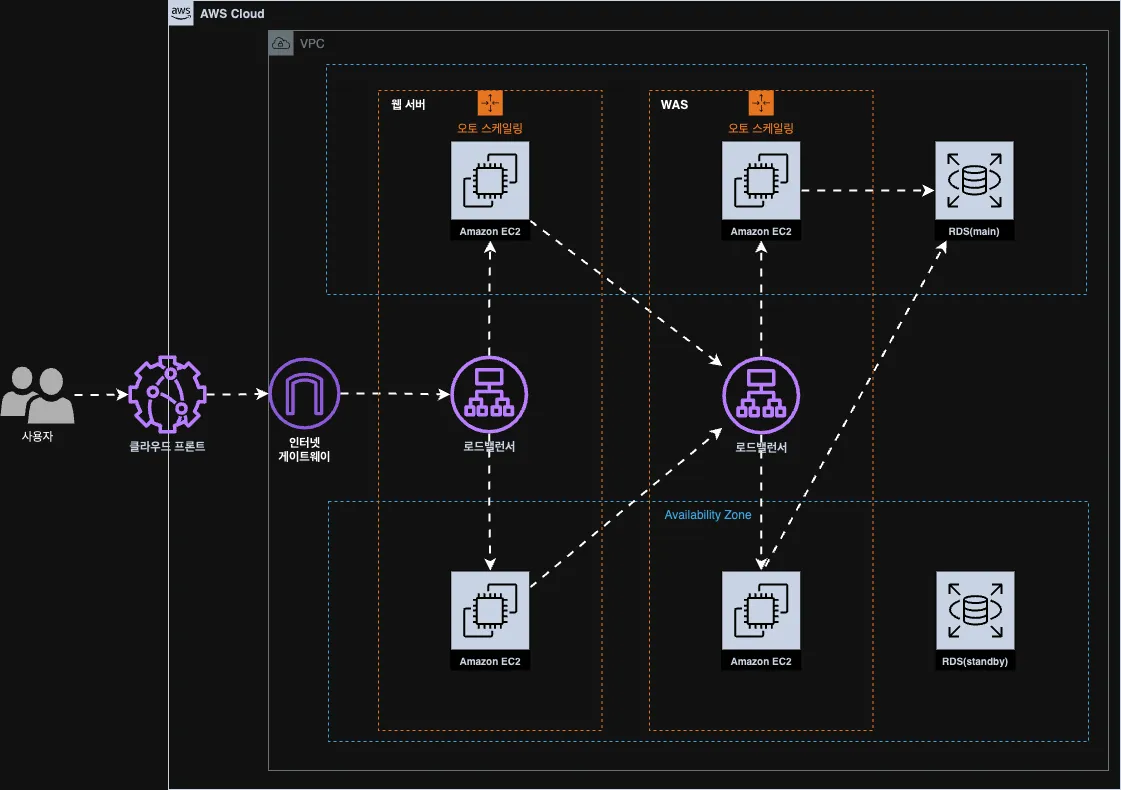 aws
AWS Cloud
VPC
웹 서버
오토 스케일링
Amazon EC2
WAS
오토 스케일링
Amazon EC2
RDS(main)
사용자
클라우드 프론트
인터넷
게이트웨이
로드밸런서
로드밸런서
Availability Zone
Amazon EC2
Amazon EC2
RDS(standby)